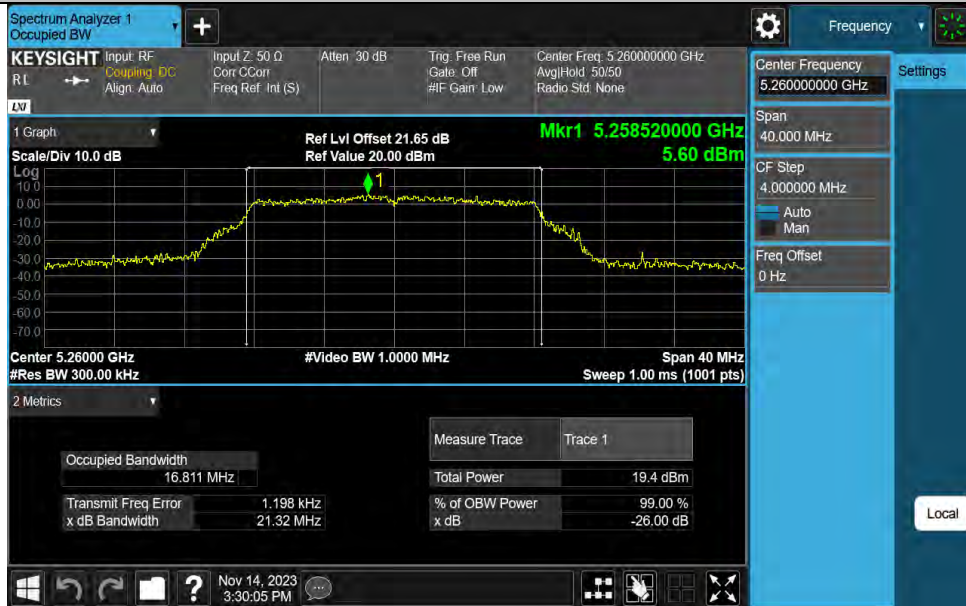 Spectrum Analyzer 1
Occupied BW
+
Frequency
KEYSIGHT
R L
LXI
Input: RF
Coupling: DC
Align: Auto
Input Z: 50 Ω
Corr CCorr
Freq Ref: Int (S)
Atten: 30 dB
Trig: Free Run
Gate: Off
#IF Gain: Low
Center Freq: 5.260000000 GHz
Avg|Hold: 50/50
Radio Std: None
Center Frequency
5.260000000 GHz
Settings
Span
40.000 MHz
CF Step
4.000000 MHz
Auto
Man
Freq Offset
0 Hz
Local
1 Graph
Scale/Div 10.0 dB
Ref Lvl Offset 21.65 dB
Ref Value 20.00 dBm
Mkr1 5.258520000 GHz
5.60 dBm
Log
10.0
0.00
-10.0
-20.0
-30.0
-40.0
-50.0
-60.0
-70.0
1
Center 5.26000 GHz
#Video BW 1.0000 MHz
Span 40 MHz
#Res BW 300.00 kHz
Sweep 1.00 ms (1001 pts)
2 Metrics
Measure Trace
Trace 1
Occupied Bandwidth
16.811 MHz
Total Power
19.4 dBm
Transmit Freq Error
1.198 kHz
% of OBW Power
99.00 %
x dB Bandwidth
21.32 MHz
x dB
-26.00 dB
?
Nov 14, 2023
3:30:05 PM